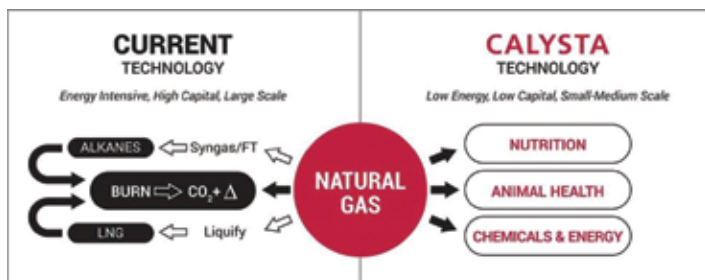 CURRENT
TECHNOLOGY
Energy Intensive, High Capital, Large Scale
ALKANES
Syngas/FT
BURN ⇨ CO₂+ Δ
LNG
Liquify
NATURAL
GAS
CALYSTA
TECHNOLOGY
Low Energy, Low Capital, Small-Medium Scale
NUTRITION
ANIMAL HEALTH
CHEMICALS & ENERGY